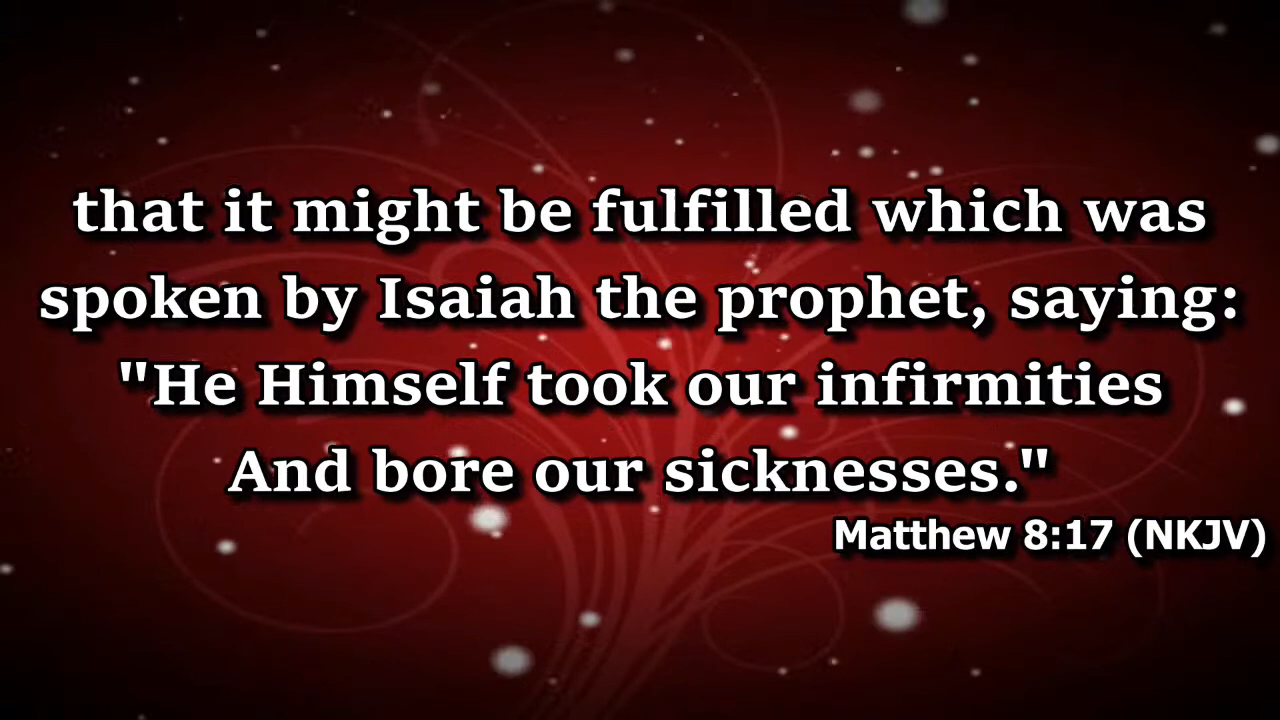 that it might be fulfilled which was
spoken by Isaiah the prophet, saying:
"He Himself took our infirmities
And bore our sicknesses."
Matthew 8:17 (NKJV)